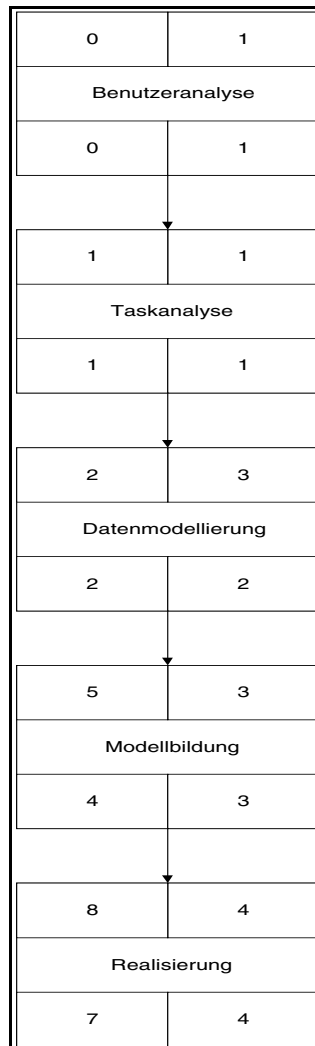 0 1
Benutzeranalyse
0 1
1 1
Taskanalyse
1 1
2 3
Datenmodellierung
2 2
5 3
Modellbildung
4 3
8 4
Realisierung
7 4